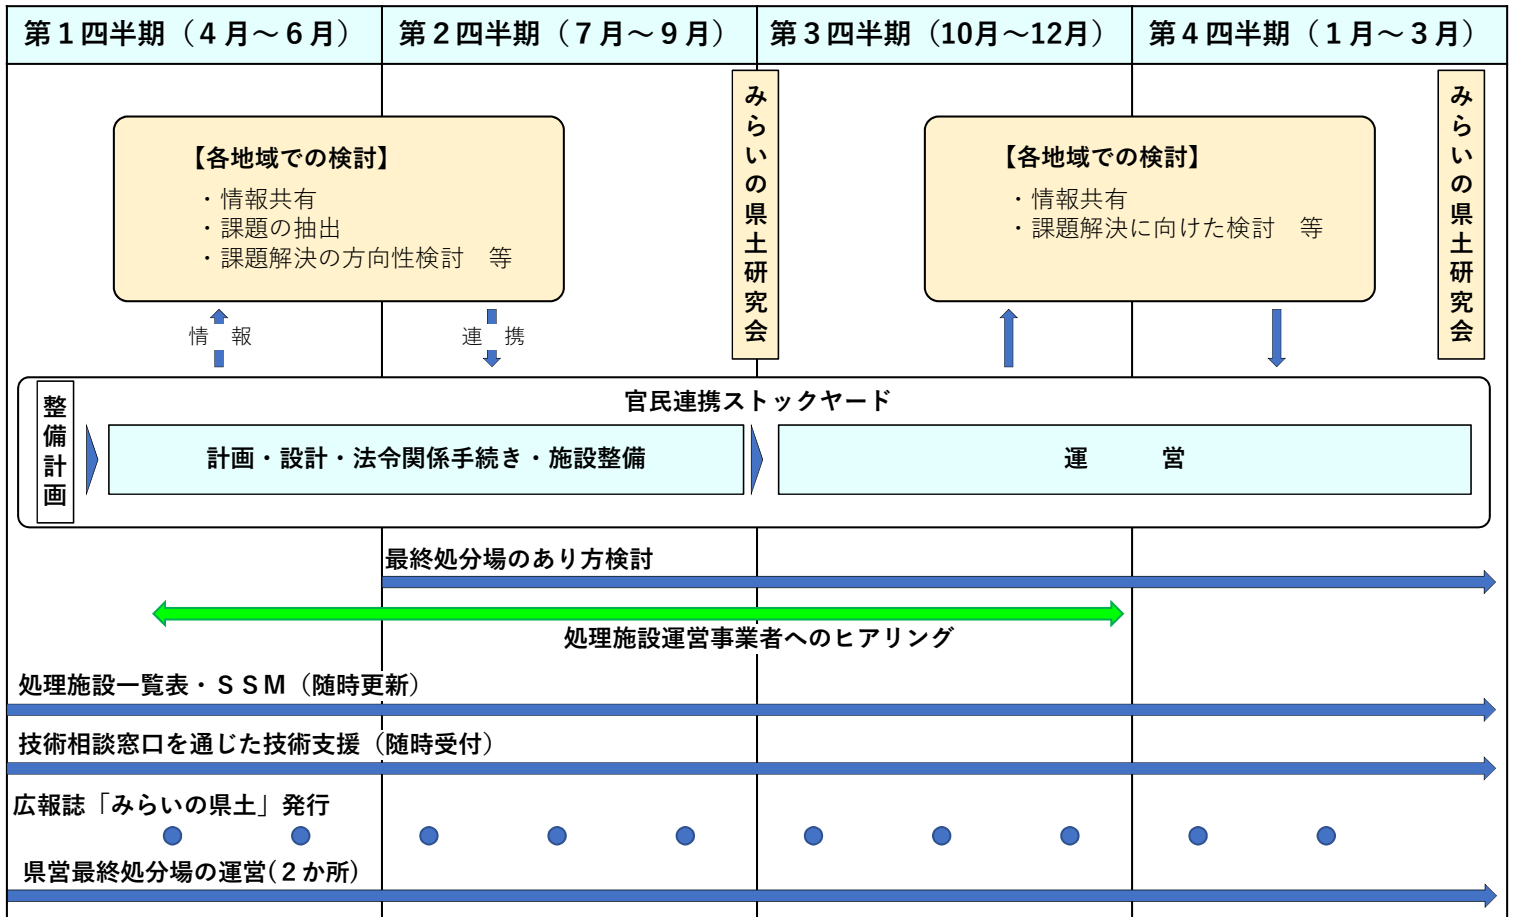 第１四半期（４月～６月）
第２四半期（７月～９月）
第３四半期（10月～12月）
第４四半期（１月～３月）
【各地域での検討】
・情報共有
・課題の抽出
・課題解決の方向性検討　等
みらいの県土研究会
【各地域での検討】
・情報共有
・課題解決に向けた検討　等
みらいの県土研究会
情　報
連　携
官民連携ストックヤード
整備計画
計画・設計・法令関係手続き・施設整備
運　　　営
最終処分場のあり方検討
処理施設運営事業者へのヒアリング
処理施設一覧表・ＳＳＭ（随時更新）
技術相談窓口を通じた技術支援（随時受付）
広報誌「みらいの県土」発行
県営最終処分場の運営(２か所)